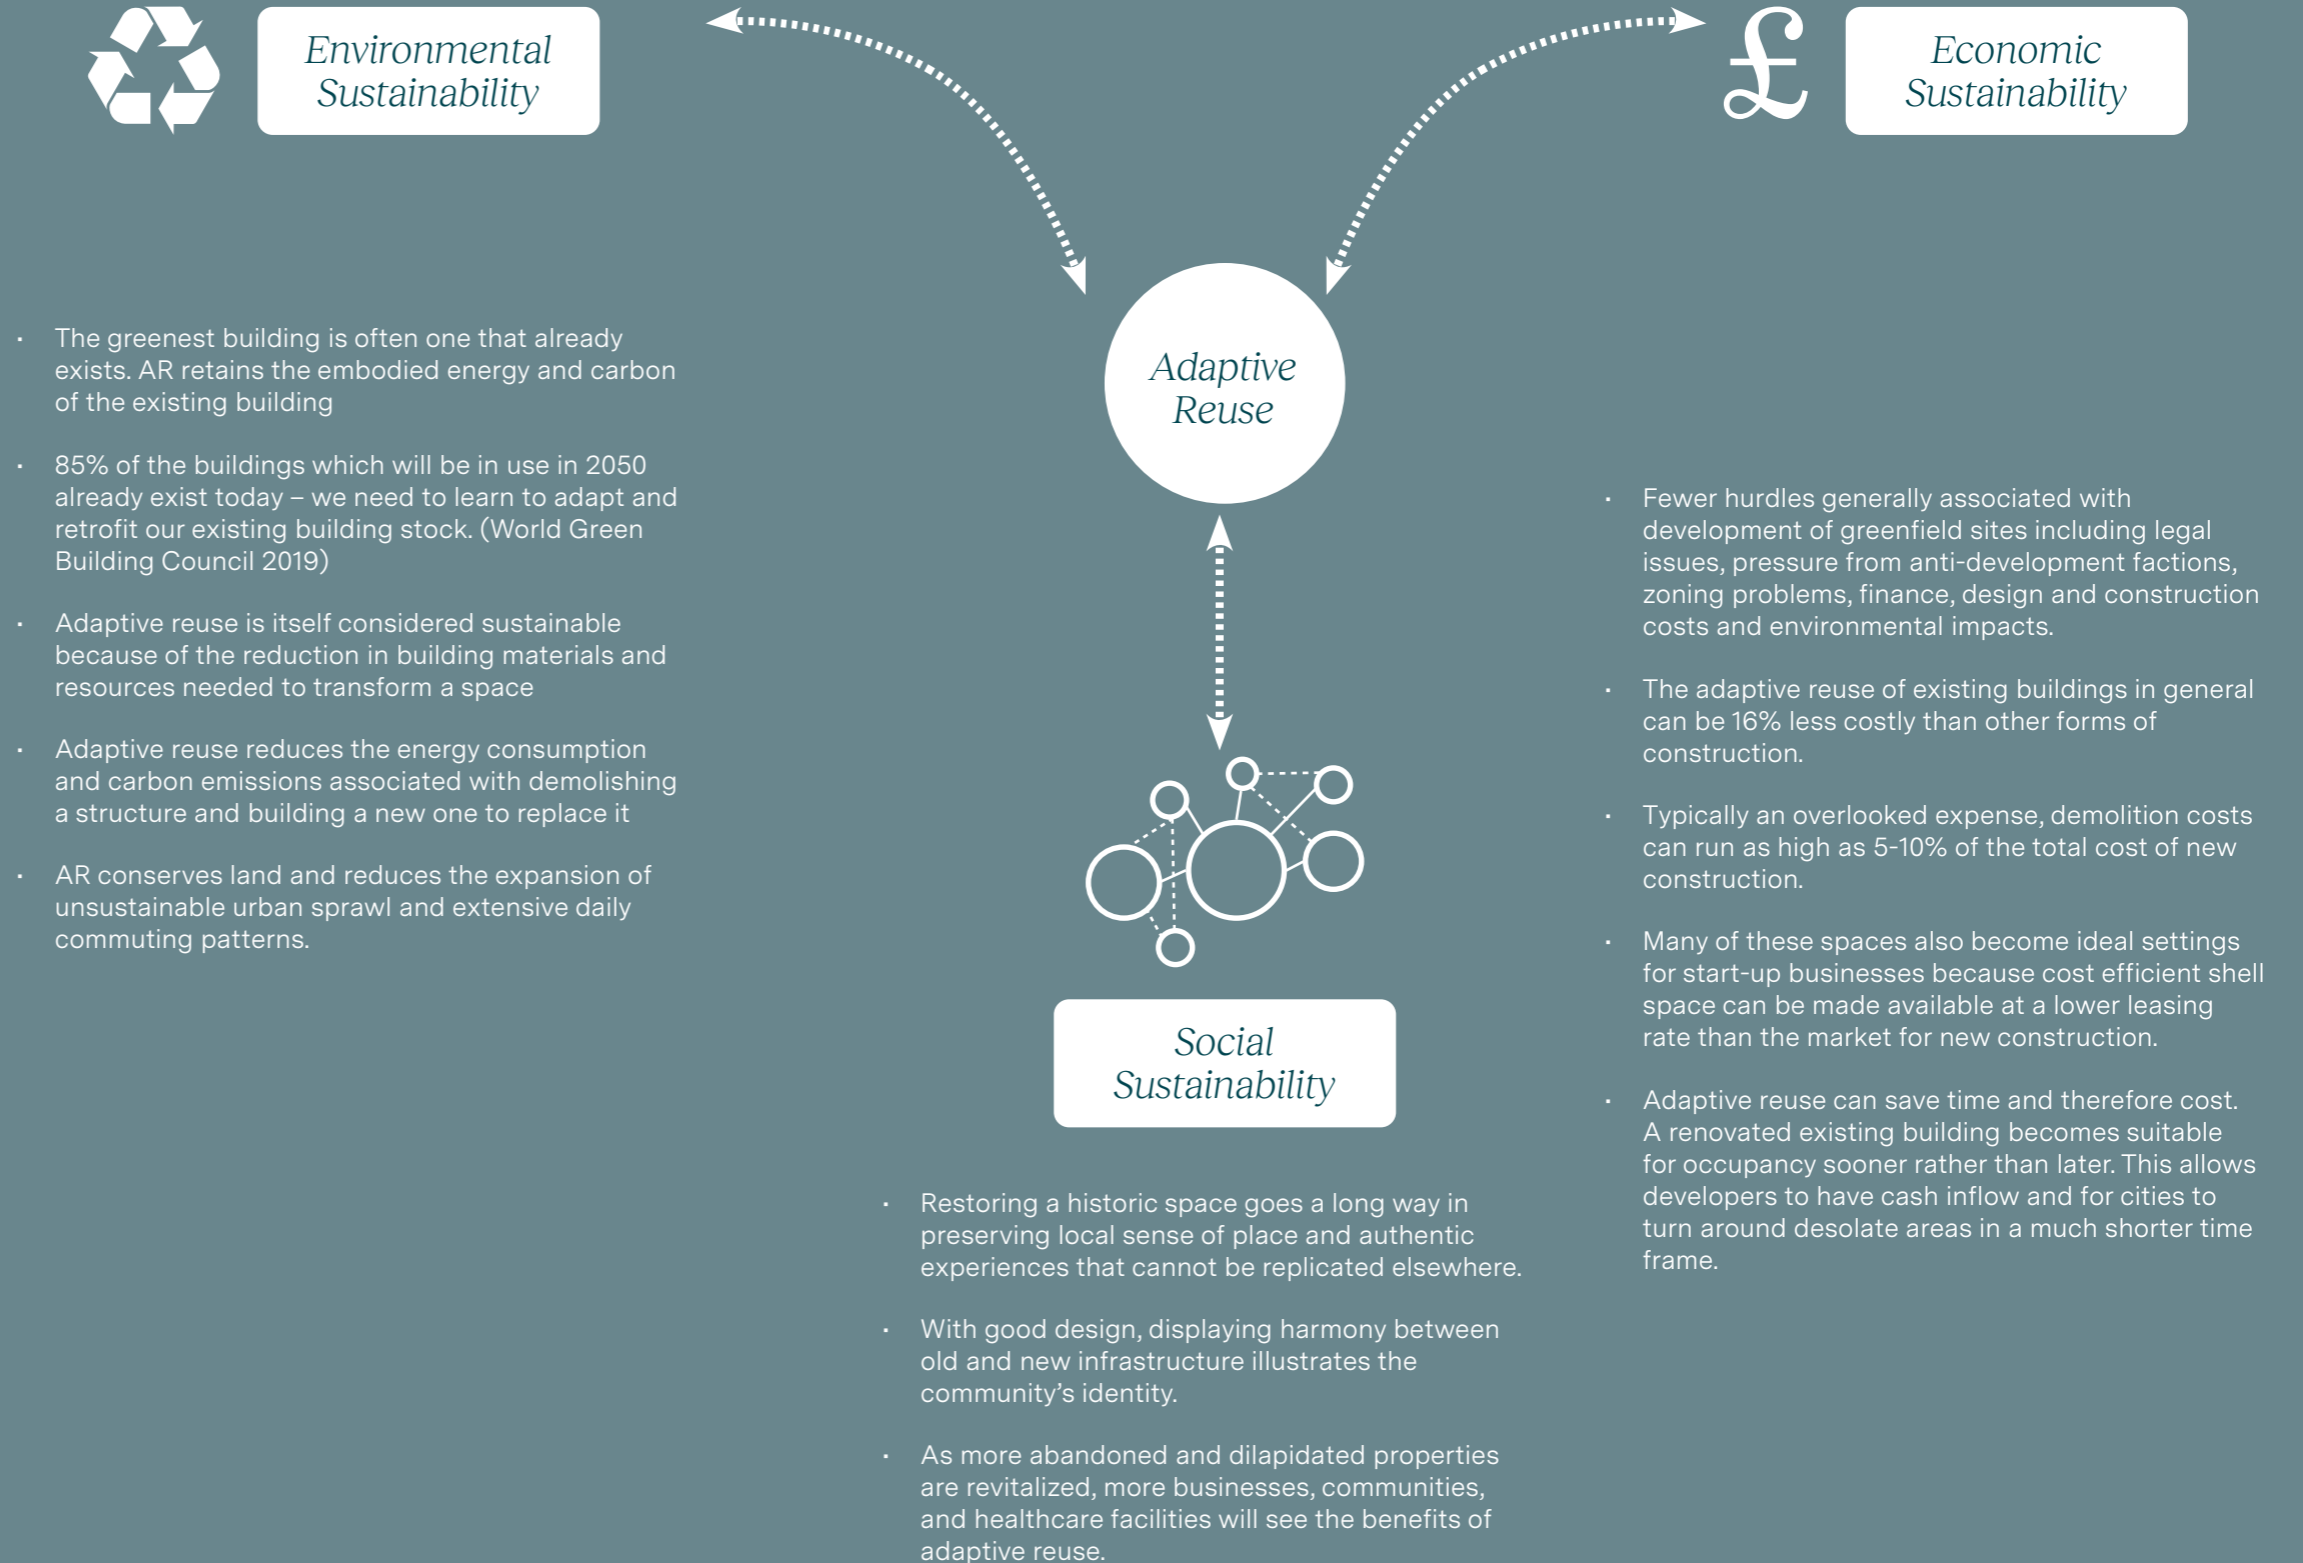 Environmental
Sustainability
£
Economic
Sustainability
Adaptive
Reuse
· The greenest building is often one that already
exists. AR retains the embodied energy and carbon
of the existing building
· 85% of the buildings which will be in use in 2050
already exist today – we need to learn to adapt and
retrofit our existing building stock. (World Green
Building Council 2019)
· Adaptive reuse is itself considered sustainable
because of the reduction in building materials and
resources needed to transform a space
· Adaptive reuse reduces the energy consumption
and carbon emissions associated with demolishing
a structure and building a new one to replace it
· AR conserves land and reduces the expansion of
unsustainable urban sprawl and extensive daily
commuting patterns.
Social
Sustainability
· Restoring a historic space goes a long way in
preserving local sense of place and authentic
experiences that cannot be replicated elsewhere.
· With good design, displaying harmony between
old and new infrastructure illustrates the
community’s identity.
· As more abandoned and dilapidated properties
are revitalized, more businesses, communities,
and healthcare facilities will see the benefits of
adaptive reuse.
· Fewer hurdles generally associated with
development of greenfield sites including legal
issues, pressure from anti-development factions,
zoning problems, finance, design and construction
costs and environmental impacts.
· The adaptive reuse of existing buildings in general
can be 16% less costly than other forms of
construction.
· Typically an overlooked expense, demolition costs
can run as high as 5-10% of the total cost of new
construction.
· Many of these spaces also become ideal settings
for start-up businesses because cost efficient shell
space can be made available at a lower leasing
rate than the market for new construction.
· Adaptive reuse can save time and therefore cost.
A renovated existing building becomes suitable
for occupancy sooner rather than later. This allows
developers to have cash inflow and for cities to
turn around desolate areas in a much shorter time
frame.